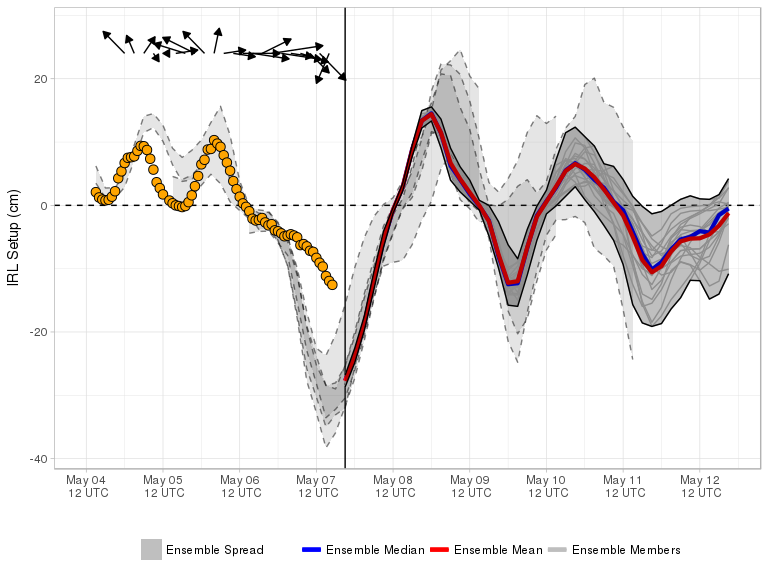 IRL Setup (cm)
20
0
-20
-40
May 04 May 05 May 06 May 07 May 08 May 09 May 10 May 11 May 12
12 UTC 12 UTC 12 UTC 12 UTC 12 UTC 12 UTC 12 UTC 12 UTC 12 UTC
Ensemble Spread Ensemble Median Ensemble Mean Ensemble Members